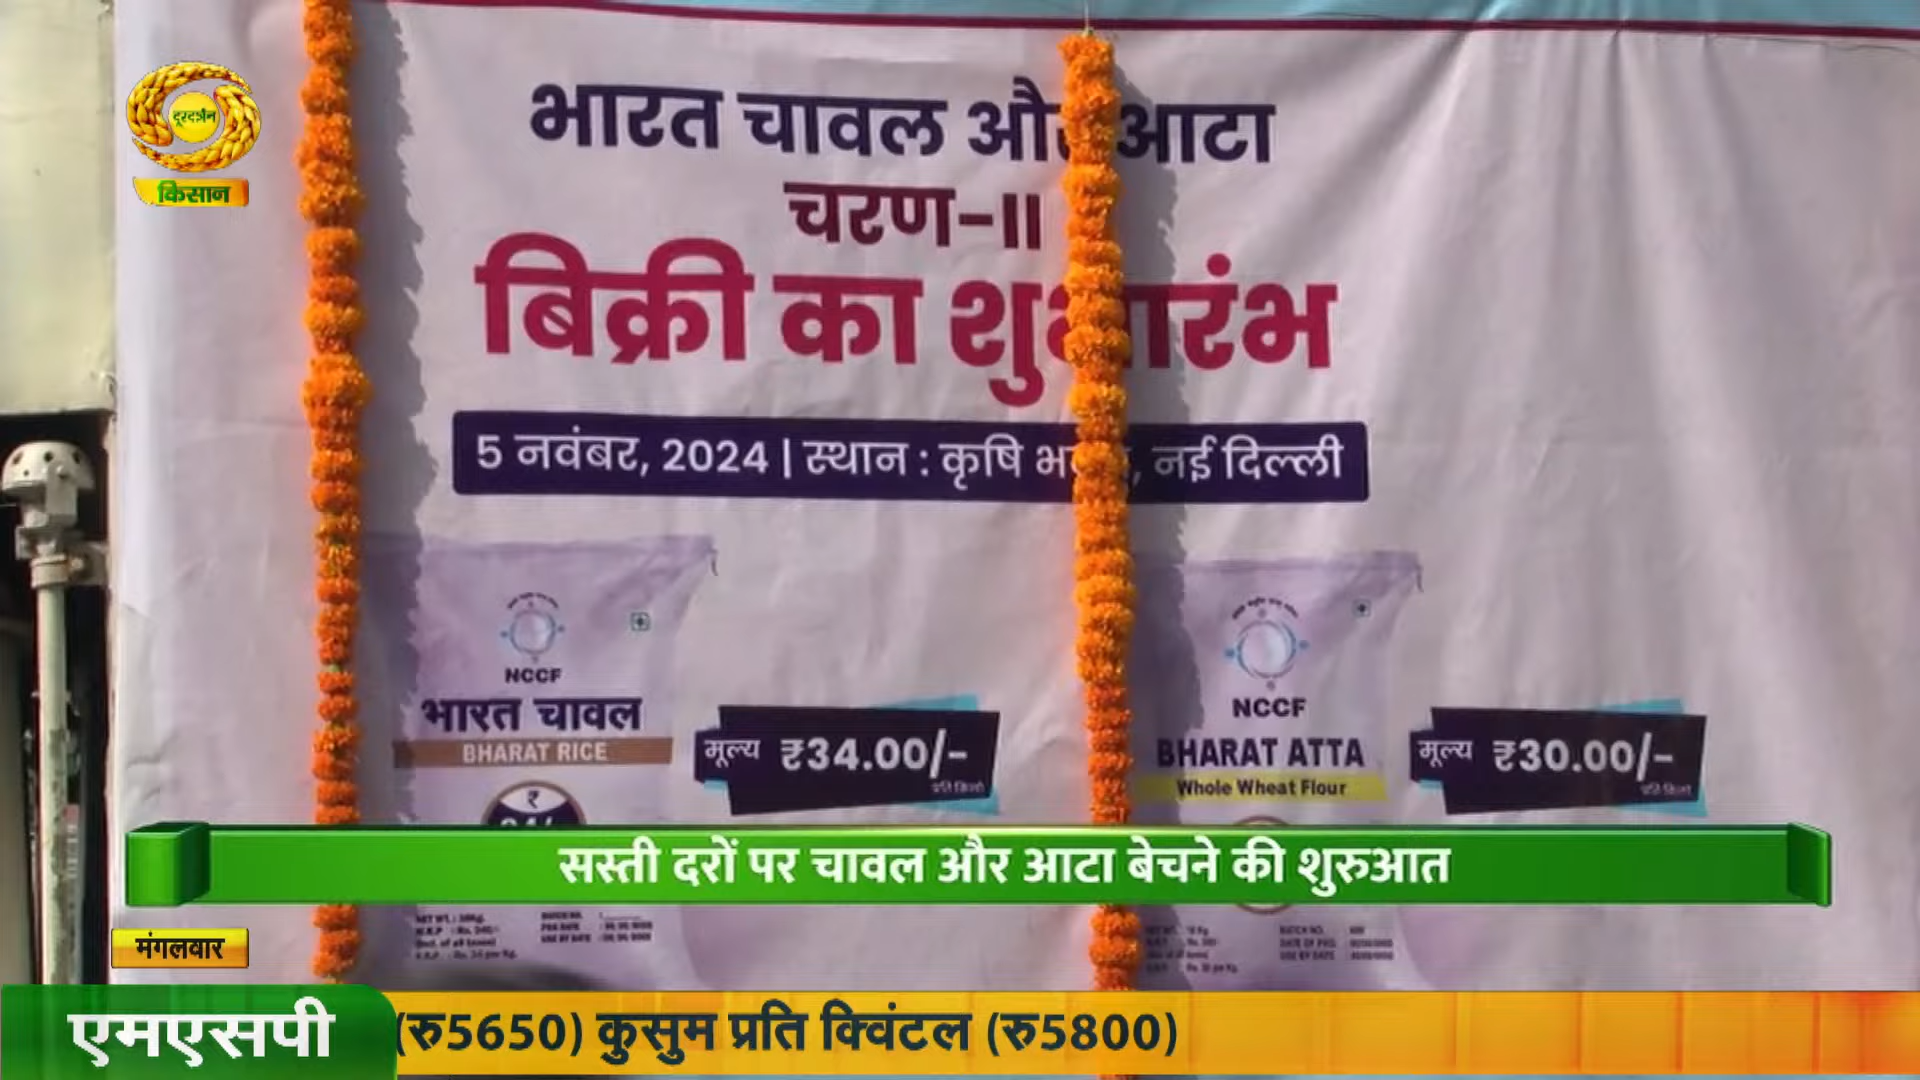 दूरदर्शन
किसान
भारत चावल और आटा
चरण-II
बिक्री का शुभारंभ
5 नवंबर, 2024 | स्थान : कृषि भवन, नई दिल्ली
NCCF
भारत चावल
BHARAT RICE
मूल्य ₹34.00/-
प्रति किलो
NCCF
BHARAT ATTA
Whole Wheat Flour
मूल्य ₹30.00/-
प्रति किलो
सस्ती दरों पर चावल और आटा बेचने की शुरुआत
मंगलवार
एमएसपी
(रु5650) कुसुम प्रति क्विंटल (रु5800)